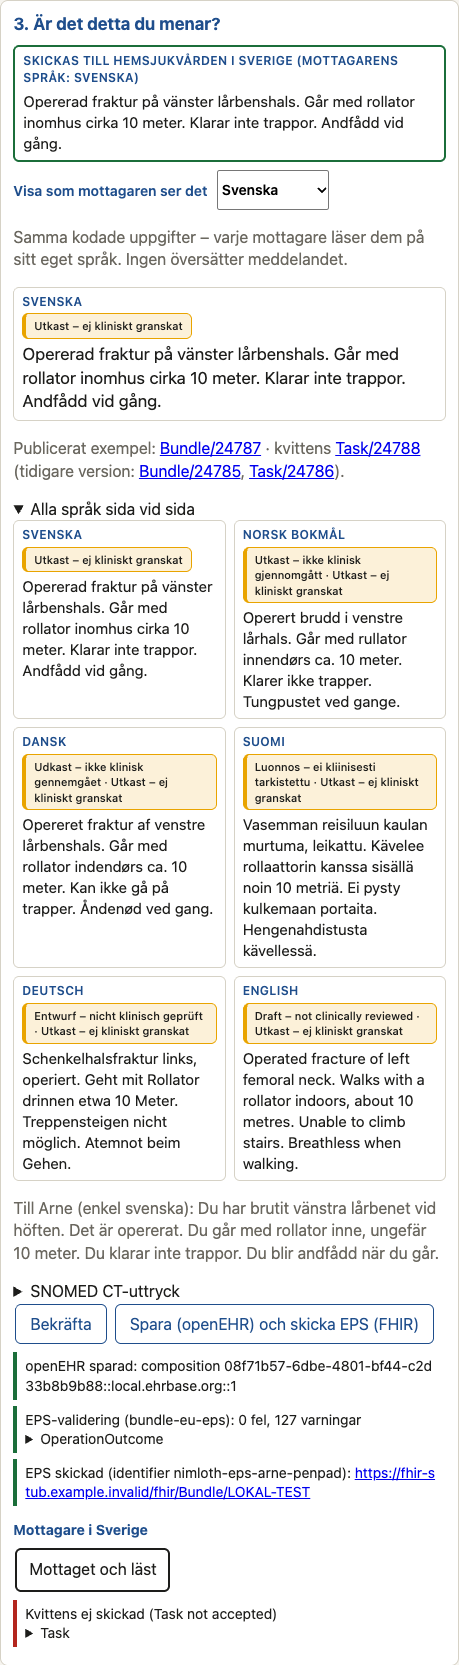 3. Är det detta du menar?
SKICKAS TILL HEMSJUKVÅRDEN I SVERIGE (MOTTAGARENS
SPRÅK: SVENSKA)
Opererad fraktur på vänster lårbenshals. Går med rollator
inomhus cirka 10 meter. Klarar inte trappor. Andfådd vid
gång.
Visa som mottagaren ser det
Svenska
Samma kodade uppgifter – varje mottagare läser dem på
sitt eget språk. Ingen översätter meddelandet.
SVENSKA
Utkast – ej kliniskt granskat
Opererad fraktur på vänster lårbenshals. Går med
rollator inomhus cirka 10 meter. Klarar inte trappor.
Andfådd vid gång.
Publicerat exempel: Bundle/24787 · kvittens Task/24788
(tidigare version: Bundle/24785, Task/24786).
▼ Alla språk sida vid sida
SVENSKA
Utkast – ej kliniskt granskat
Opererad fraktur på vänster
lårbenshals. Går med
rollator inomhus cirka 10
meter. Klarar inte trappor.
Andfådd vid gång.
NORSK BOKMÅL
Utkast – ikke klinisk
gjennomgått · Utkast – ej
kliniskt granskat
Operert brudd i venstre
lårhals. Går med rullator
innendørs ca. 10 meter.
Klarer ikke trapper.
Tungpustet ved gange.
DANSK
Udkast – ikke klinisk
gennemgået · Utkast – ej
kliniskt granskat
Opereret fraktur af venstre
lårbenshals. Går med
rollator indendørs ca. 10
meter. Kan ikke gå på
trapper. Åndenød ved gang.
SUOMI
Luonnos – ei kliinisesti
tarkistettu · Utkast – ej kliniskt
granskat
Vasemman reisiluun kaulan
murtuma, leikattu. Kävelee
rollaattorin kanssa sisällä
noin 10 metriä. Ei pysty
kulkemaan portaita.
Hengenahdistusta
kävellessä.
DEUTSCH
Entwurf – nicht klinisch geprüft
· Utkast – ej kliniskt granskat
Schenkelhalsfraktur links,
operiert. Geht mit Rollator
drinnen etwa 10 Meter.
Treppensteigen nicht
möglich. Atemnot beim
Gehen.
ENGLISH
Draft – not clinically reviewed ·
Utkast – ej kliniskt granskat
Operated fracture of left
femoral neck. Walks with a
rollator indoors, about 10
metres. Unable to climb
stairs. Breathless when
walking.
Till Arne (enkel svenska): Du har brutit vänstra lårbenet vid
höften. Det är opererat. Du går med rollator inne, ungefär
10 meter. Du klarar inte trappor. Du blir andfådd när du går.
▶ SNOMED CT-uttryck
Bekräfta
Spara (openEHR) och skicka EPS (FHIR)
openEHR sparad: composition 08f71b57-6dbe-4801-bf44-c2d
33b8b9b88::local.ehrbase.org::1
EPS-validering (bundle-eu-eps): 0 fel, 127 varningar
▶ OperationOutcome
EPS skickad (identifier nimloth-eps-arne-penpad): https://fhir-s
tub.example.invalid/fhir/Bundle/LOKAL-TEST
Mottagare i Sverige
Mottaget och läst
Kvittens ej skickad (Task not accepted)
▶ Task